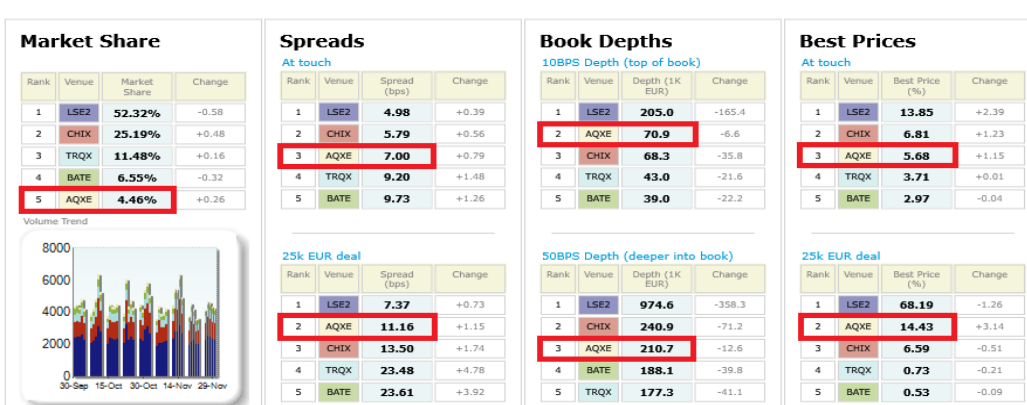 Market Share
Rank Venue Market Share Change
1 LSE2 52.32% -0.58
2 CHIX 25.19% +0.48
3 TRQX 11.48% +0.16
4 BATE 6.55% -0.32
5 AQXE 4.46% +0.26
Volume Trend
8000
6000
4000
2000
0
30-Sep 15-Oct 30-Oct 14-Nov 29-Nov
Spreads
At touch
Rank Venue Spread (bps) Change
1 LSE2 4.98 +0.39
2 CHIX 5.79 +0.56
3 AQXE 7.00 +0.79
4 TRQX 9.20 +1.48
5 BATE 9.73 +1.26
25k EUR deal
Rank Venue Spread (bps) Change
1 LSE2 7.37 +0.73
2 AQXE 11.16 +1.15
3 CHIX 13.50 +1.74
4 TRQX 23.48 +4.78
5 BATE 23.61 +3.92
Book Depths
10BPS Depth (top of book)
Rank Venue Depth (1K EUR) Change
1 LSE2 205.0 -165.4
2 AQXE 70.9 -6.6
3 CHIX 68.3 -35.8
4 TRQX 43.0 -21.6
5 BATE 39.0 -22.2
50BPS Depth (deeper into book)
Rank Venue Depth (1K EUR) Change
1 LSE2 974.6 -358.3
2 CHIX 240.9 -71.2
3 AQXE 210.7 -12.6
4 BATE 188.1 -39.8
5 TRQX 177.3 -41.1
Best Prices
At touch
Rank Venue Best Price (%) Change
1 LSE2 13.85 +2.39
2 CHIX 6.81 +1.23
3 AQXE 5.68 +1.15
4 TRQX 3.71 +0.01
5 BATE 2.97 -0.04
25k EUR deal
Rank Venue Best Price (%) Change
1 LSE2 68.19 -1.26
2 AQXE 14.43 +3.14
3 CHIX 6.59 -0.51
4 TRQX 0.73 -0.21
5 BATE 0.53 -0.09